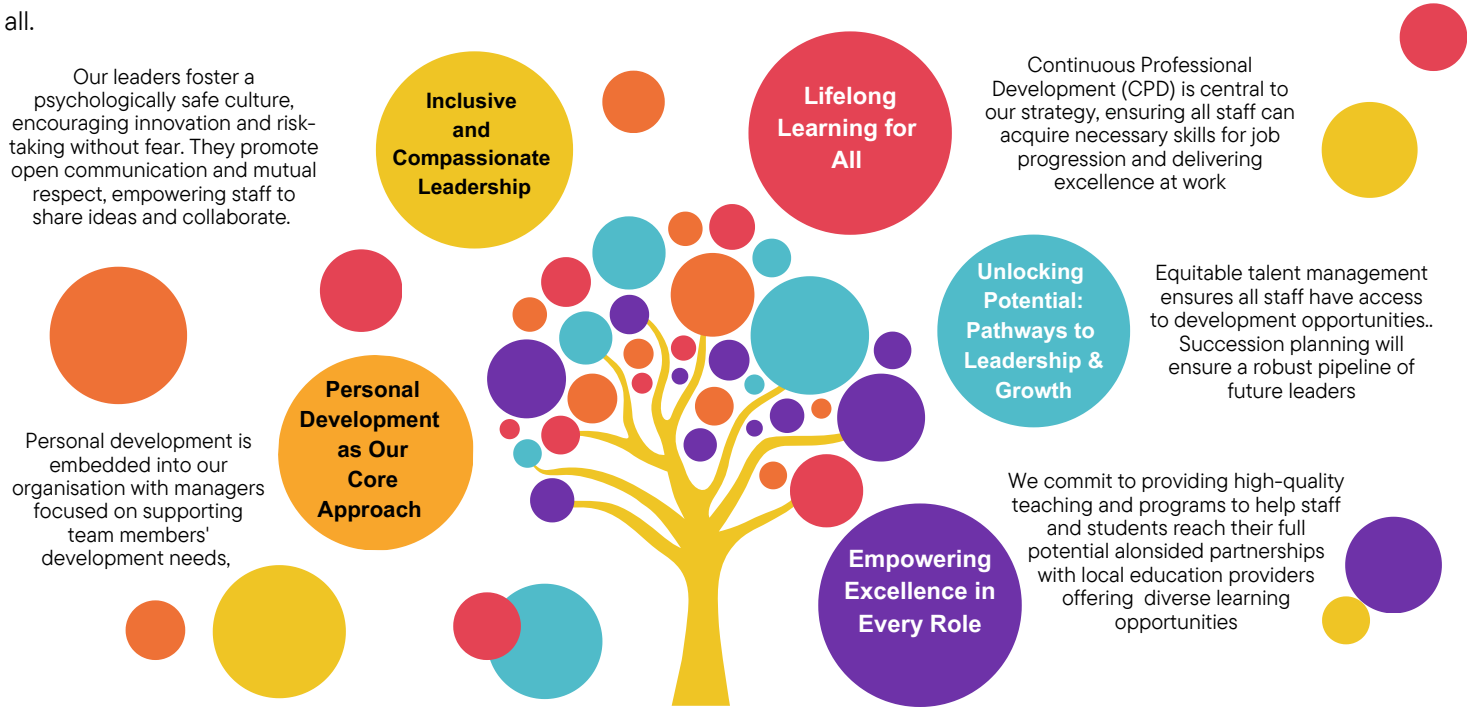 all.
Our leaders foster a
psychologically safe culture,
encouraging innovation and risk-
taking without fear. They promote
open communication and mutual
respect, empowering staff to
share ideas and collaborate.
Inclusive
and
Compassionate
Leadership
Lifelong
Learning for
All
Continuous Professional
Development (CPD) is central to
our strategy, ensuring all staff can
acquire necessary skills for job
progression and delivering
excellence at work
Unlocking
Potential:
Pathways to
Leadership &
Growth
Equitable talent management
ensures all staff have access
to development opportunities..
Succession planning will
ensure a robust pipeline of
future leaders
Personal
Development
as Our
Core
Approach
Personal development is
embedded into our
organisation with managers
focused on supporting
team members'
development needs,
Empowering
Excellence in
Every Role
We commit to providing high-quality
teaching and programs to help staff
and students reach their full
potential alonsided partnerships
with local education providers
offering diverse learning
opportunities